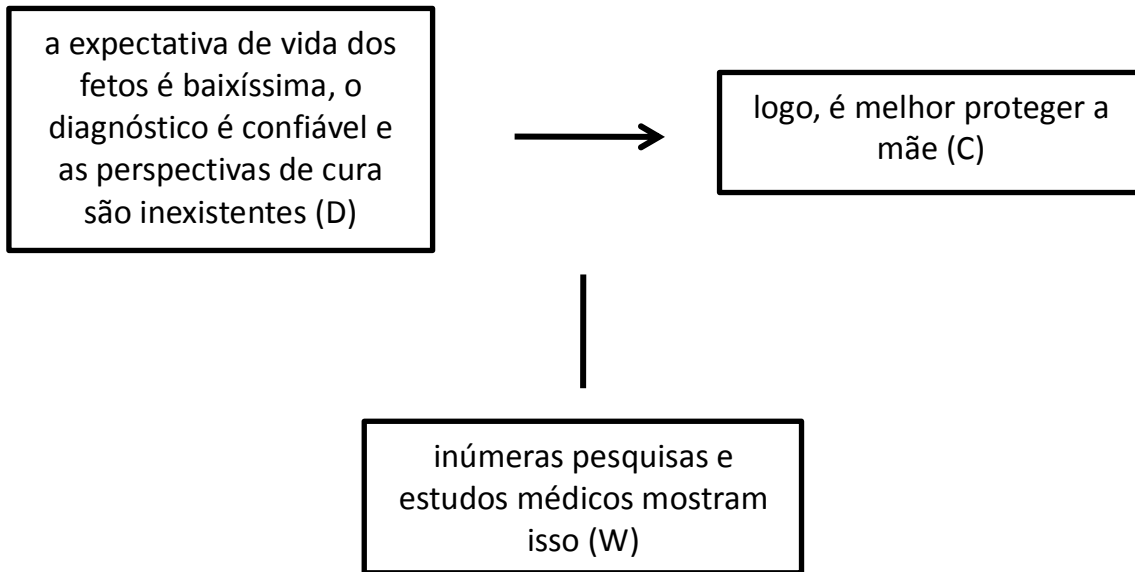 a expectativa de vida dos
fetos é baixíssima, o
diagnóstico é confiável e
as perspectivas de cura
são inexistentes (D)
logo, é melhor proteger a
mãe (C)
inúmeras pesquisas e
estudos médicos mostram
isso (W)